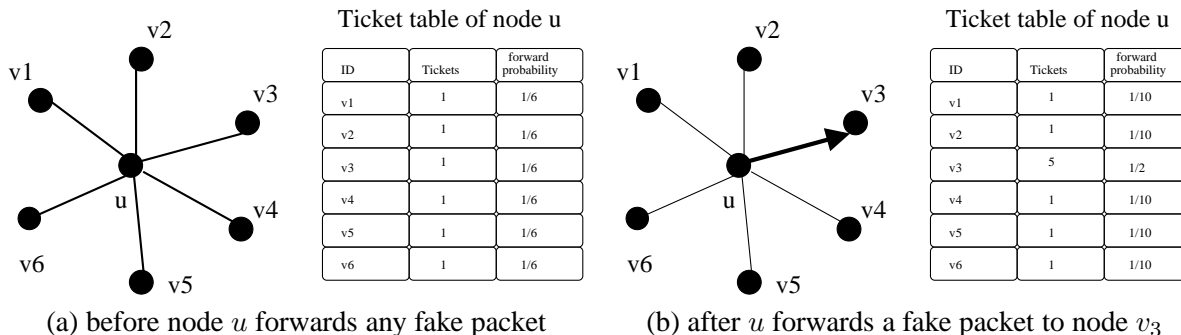 v2
v1
v3
u
v4
v6
v5
Ticket table of node u
ID Tickets forward probability
v1 1 1/6
v2 1 1/6
v3 1 1/6
v4 1 1/6
v5 1 1/6
v6 1 1/6
(a) before node u forwards any fake packet
v2
v1
v3
u
v4
v6
v5
Ticket table of node u
ID Tickets forward probability
v1 1 1/10
v2 1 1/10
v3 5 1/2
v4 1 1/10
v5 1 1/10
v6 1 1/10
(b) after u forwards a fake packet to node v3